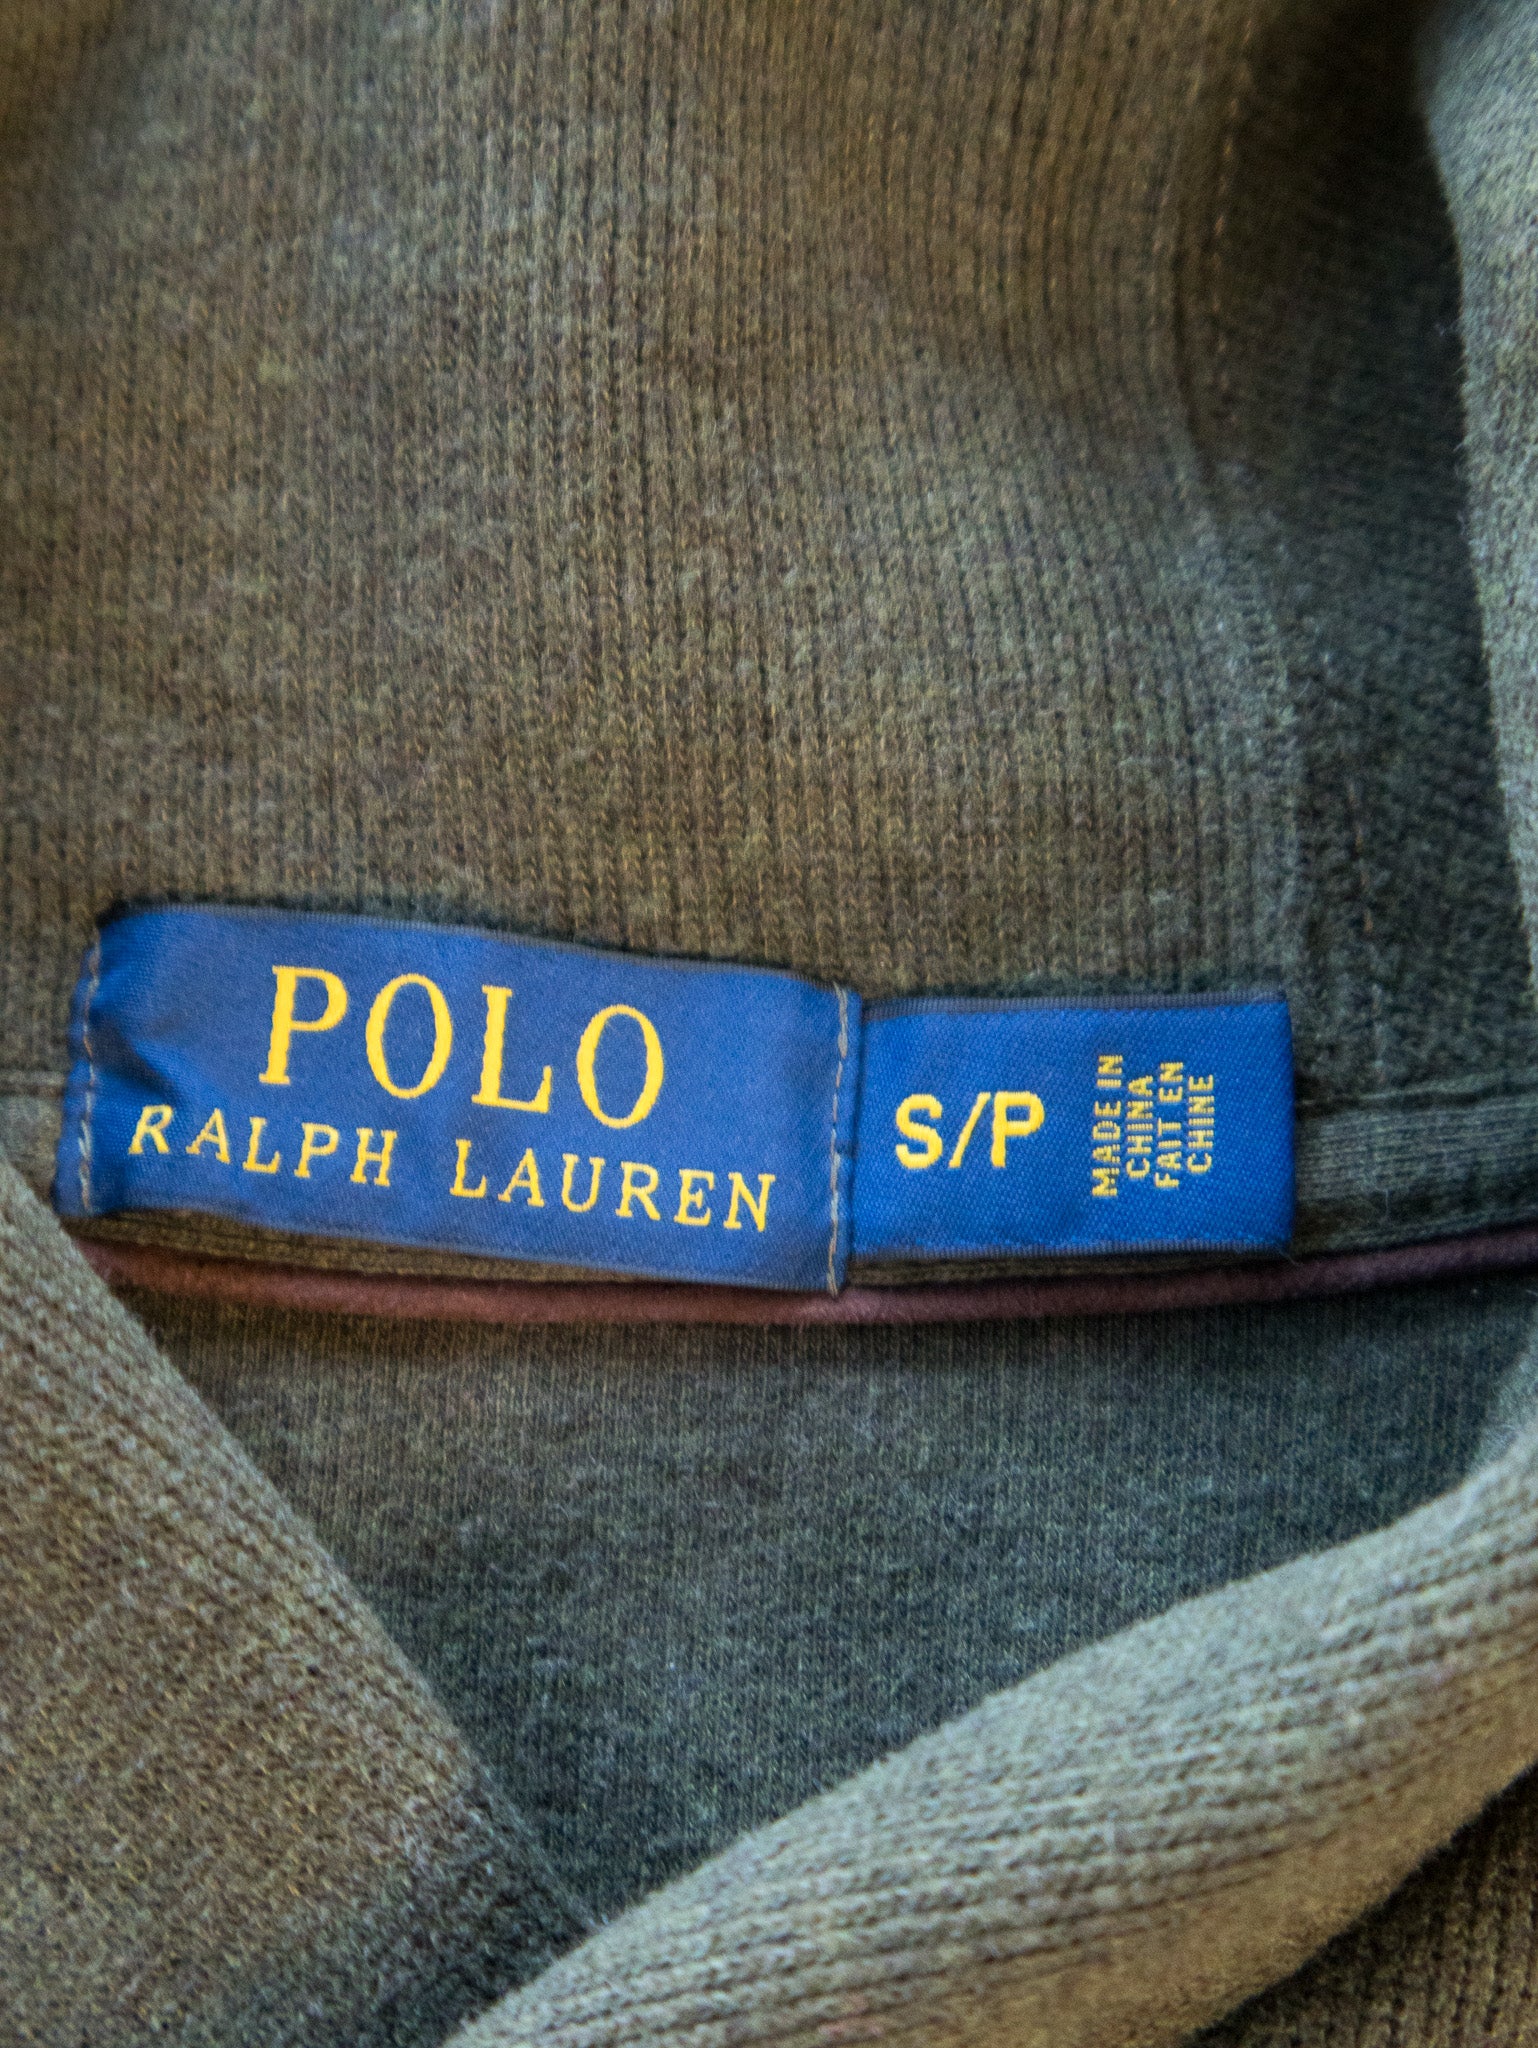 POLO
RALPH LAUREN
S/P
MADE IN
CHINA
FAIT EN
CHINE